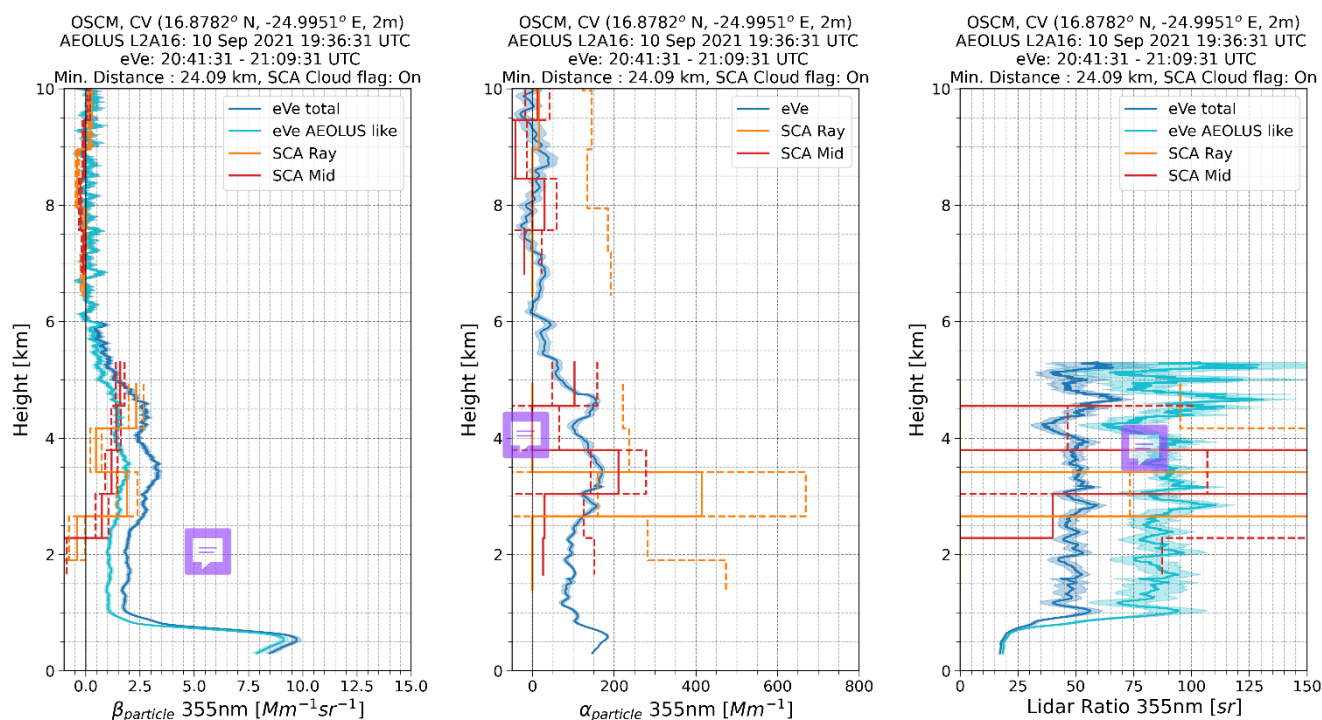 OSCM, CV (16.8782° N, -24.9951° E, 2m)
AEOLUS L2A16: 10 Sep 2021 19:36:31 UTC
eVe: 20:41:31 - 21:09:31 UTC
Min. Distance : 24.09 km, SCA Cloud flag: On
eVe total
eVe AEOLUS like
SCA Ray
SCA Mid
Height [km]
10
8
6
4
2
0
0.0 2.5 5.0 7.5 10.0 12.5 15.0
βparticle 355nm [Mm⁻¹sr⁻¹]
OSCM, CV (16.8782° N, -24.9951° E, 2m)
AEOLUS L2A16: 10 Sep 2021 19:36:31 UTC
eVe: 20:41:31 - 21:09:31 UTC
Min. Distance : 24.09 km, SCA Cloud flag: On
eVe
SCA Ray
SCA Mid
Height [km]
10
8
6
4
2
0
0 200 400 600 800
αparticle 355nm [Mm⁻¹]
OSCM, CV (16.8782° N, -24.9951° E, 2m)
AEOLUS L2A16: 10 Sep 2021 19:36:31 UTC
eVe: 20:41:31 - 21:09:31 UTC
Min. Distance : 24.09 km, SCA Cloud flag: On
eVe total
eVe AEOLUS like
SCA Ray
SCA Mid
Height [km]
10
8
6
4
2
0
0 25 50 75 100 125 150
Lidar Ratio 355nm [sr]